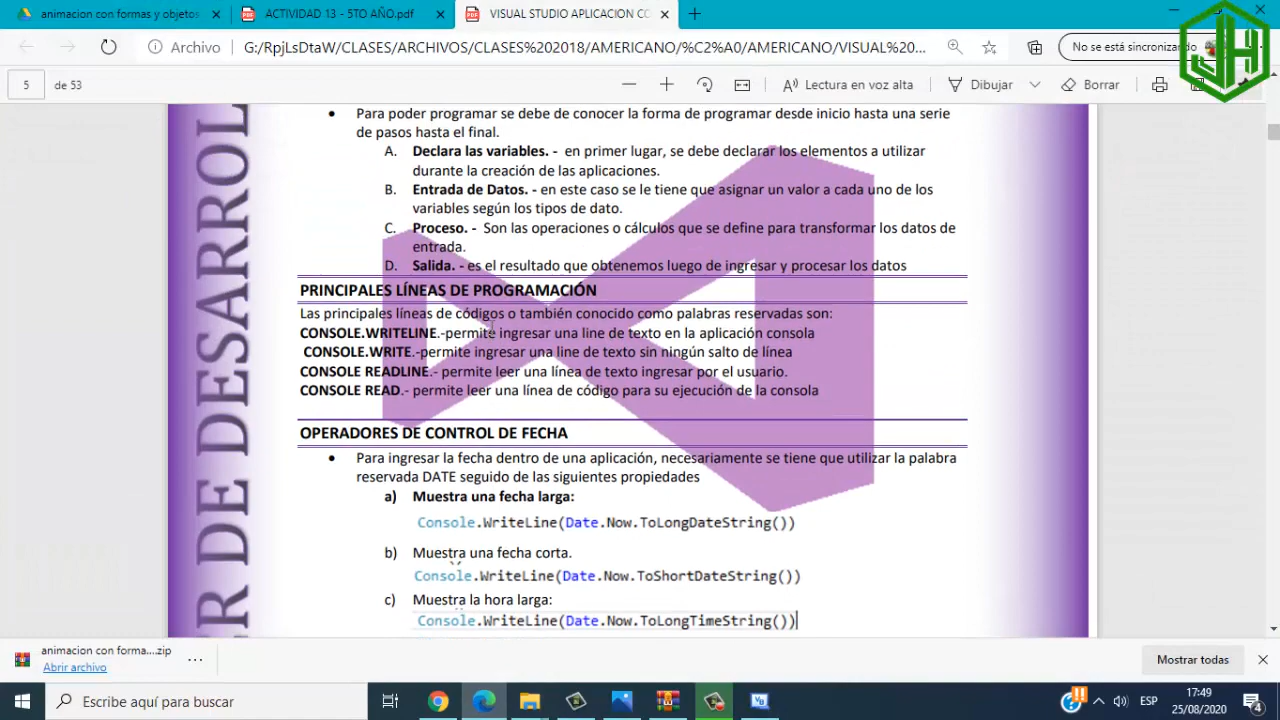 animacion con formas y objetos
ACTIVIDAD 13 - 5TO AÑO.pdf
VISUAL STUDIO APLICACION CO
JH
Archivo
G:/RpjLsDtaW/CLASES/ARCHIVOS/CLASES%202018/AMERICANO/%C2%A0/AMERICANO/VISUAL%20...
No se está sincronizando
5
de 53
Lectura en voz alta
Dibujar
Borrar
ER DE DESARROL
• Para poder programar se debe de conocer la forma de programar desde inicio hasta una serie
de pasos hasta el final.
A. Declara las variables. - en primer lugar, se debe declarar los elementos a utilizar
durante la creación de las aplicaciones.
B. Entrada de Datos. - en este caso se le tiene que asignar un valor a cada uno de los
variables según los tipos de dato.
C. Proceso. - Son las operaciones o cálculos que se define para transformar los datos de
entrada.
D. Salida. - es el resultado que obtenemos luego de ingresar y procesar los datos
PRINCIPALES LÍNEAS DE PROGRAMACIÓN
Las principales líneas de códigos o también conocido como palabras reservadas son:
CONSOLE.WRITELINE.-permite ingresar una line de texto en la aplicación consola
CONSOLE.WRITE.-permite ingresar una line de texto sin ningún salto de línea
CONSOLE READLINE.- permite leer una línea de texto ingresar por el usuario.
CONSOLE READ.- permite leer una línea de código para su ejecución de la consola
OPERADORES DE CONTROL DE FECHA
• Para ingresar la fecha dentro de una aplicación, necesariamente se tiene que utilizar la palabra
reservada DATE seguido de las siguientes propiedades
a) Muestra una fecha larga:
Console.WriteLine(Date.Now.ToLongDateString())
b) Muestra una fecha corta.
Console.WriteLine(Date.Now.ToShortDateString())
c) Muestra la hora larga:
Console.WriteLine(Date.Now.ToLongTimeString())
animacion con forma....zip
Abrir archivo
Mostrar todas
Escribe aquí para buscar
ESP
17:49
25/08/2020
4